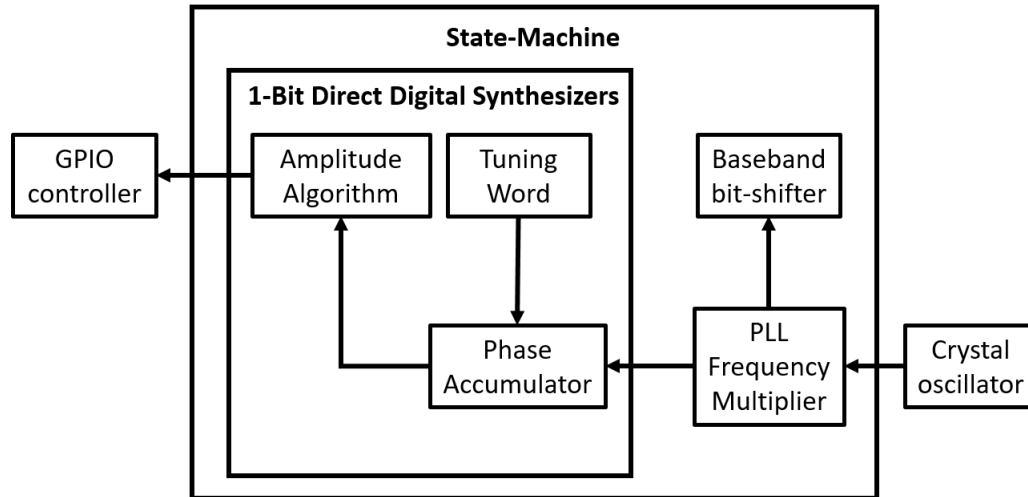 State-Machine
1-Bit Direct Digital Synthesizers
GPIO
controller
Amplitude
Algorithm
Tuning
Word
Baseband
bit-shifter
Phase
Accumulator
PLL
Frequency
Multiplier
Crystal
oscillator